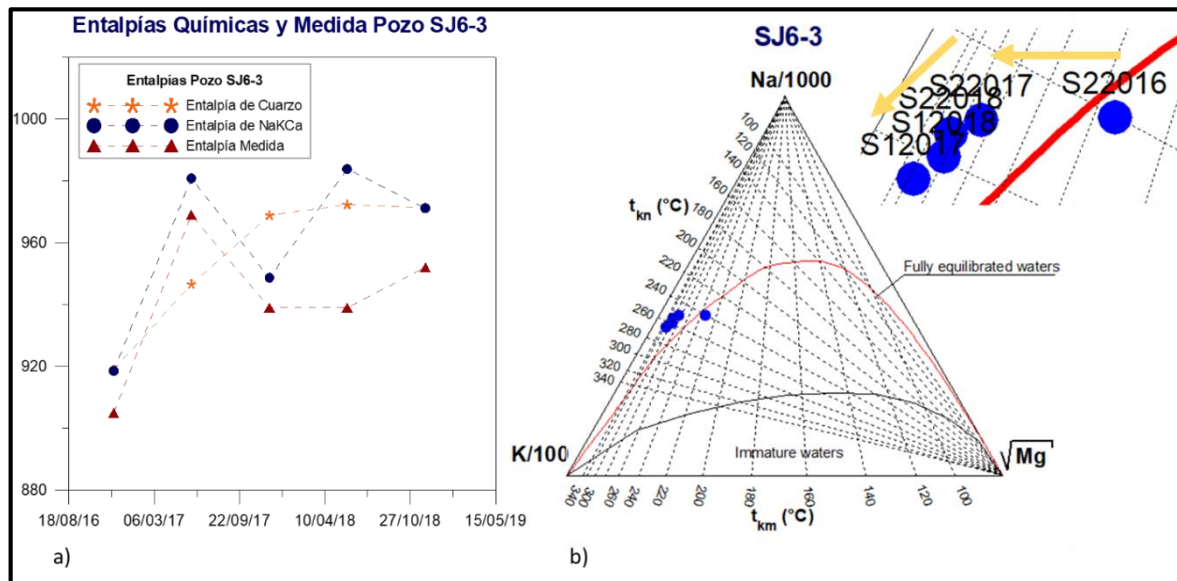 Entalpías Químicas y Medida Pozo SJ6-3
Entalpias Pozo SJ6-3
Entalpía de Cuarzo
Entalpía de NaKCa
Entalpía Medida
1000
960
920
880
18/08/16
06/03/17
22/09/17
10/04/18
27/10/18
15/05/19
a)
SJ6-3
Na/1000
S22017
S22016
S22018
S12018
S12017
100
120
140
160
180
200
220
240
260
280
300
320
340
tkn (°C)
Fully equilibrated waters
K/100
Immature waters
√Mg
340
300
280
260
240
220
200
180
160
140
120
100
tkm (°C)
b)